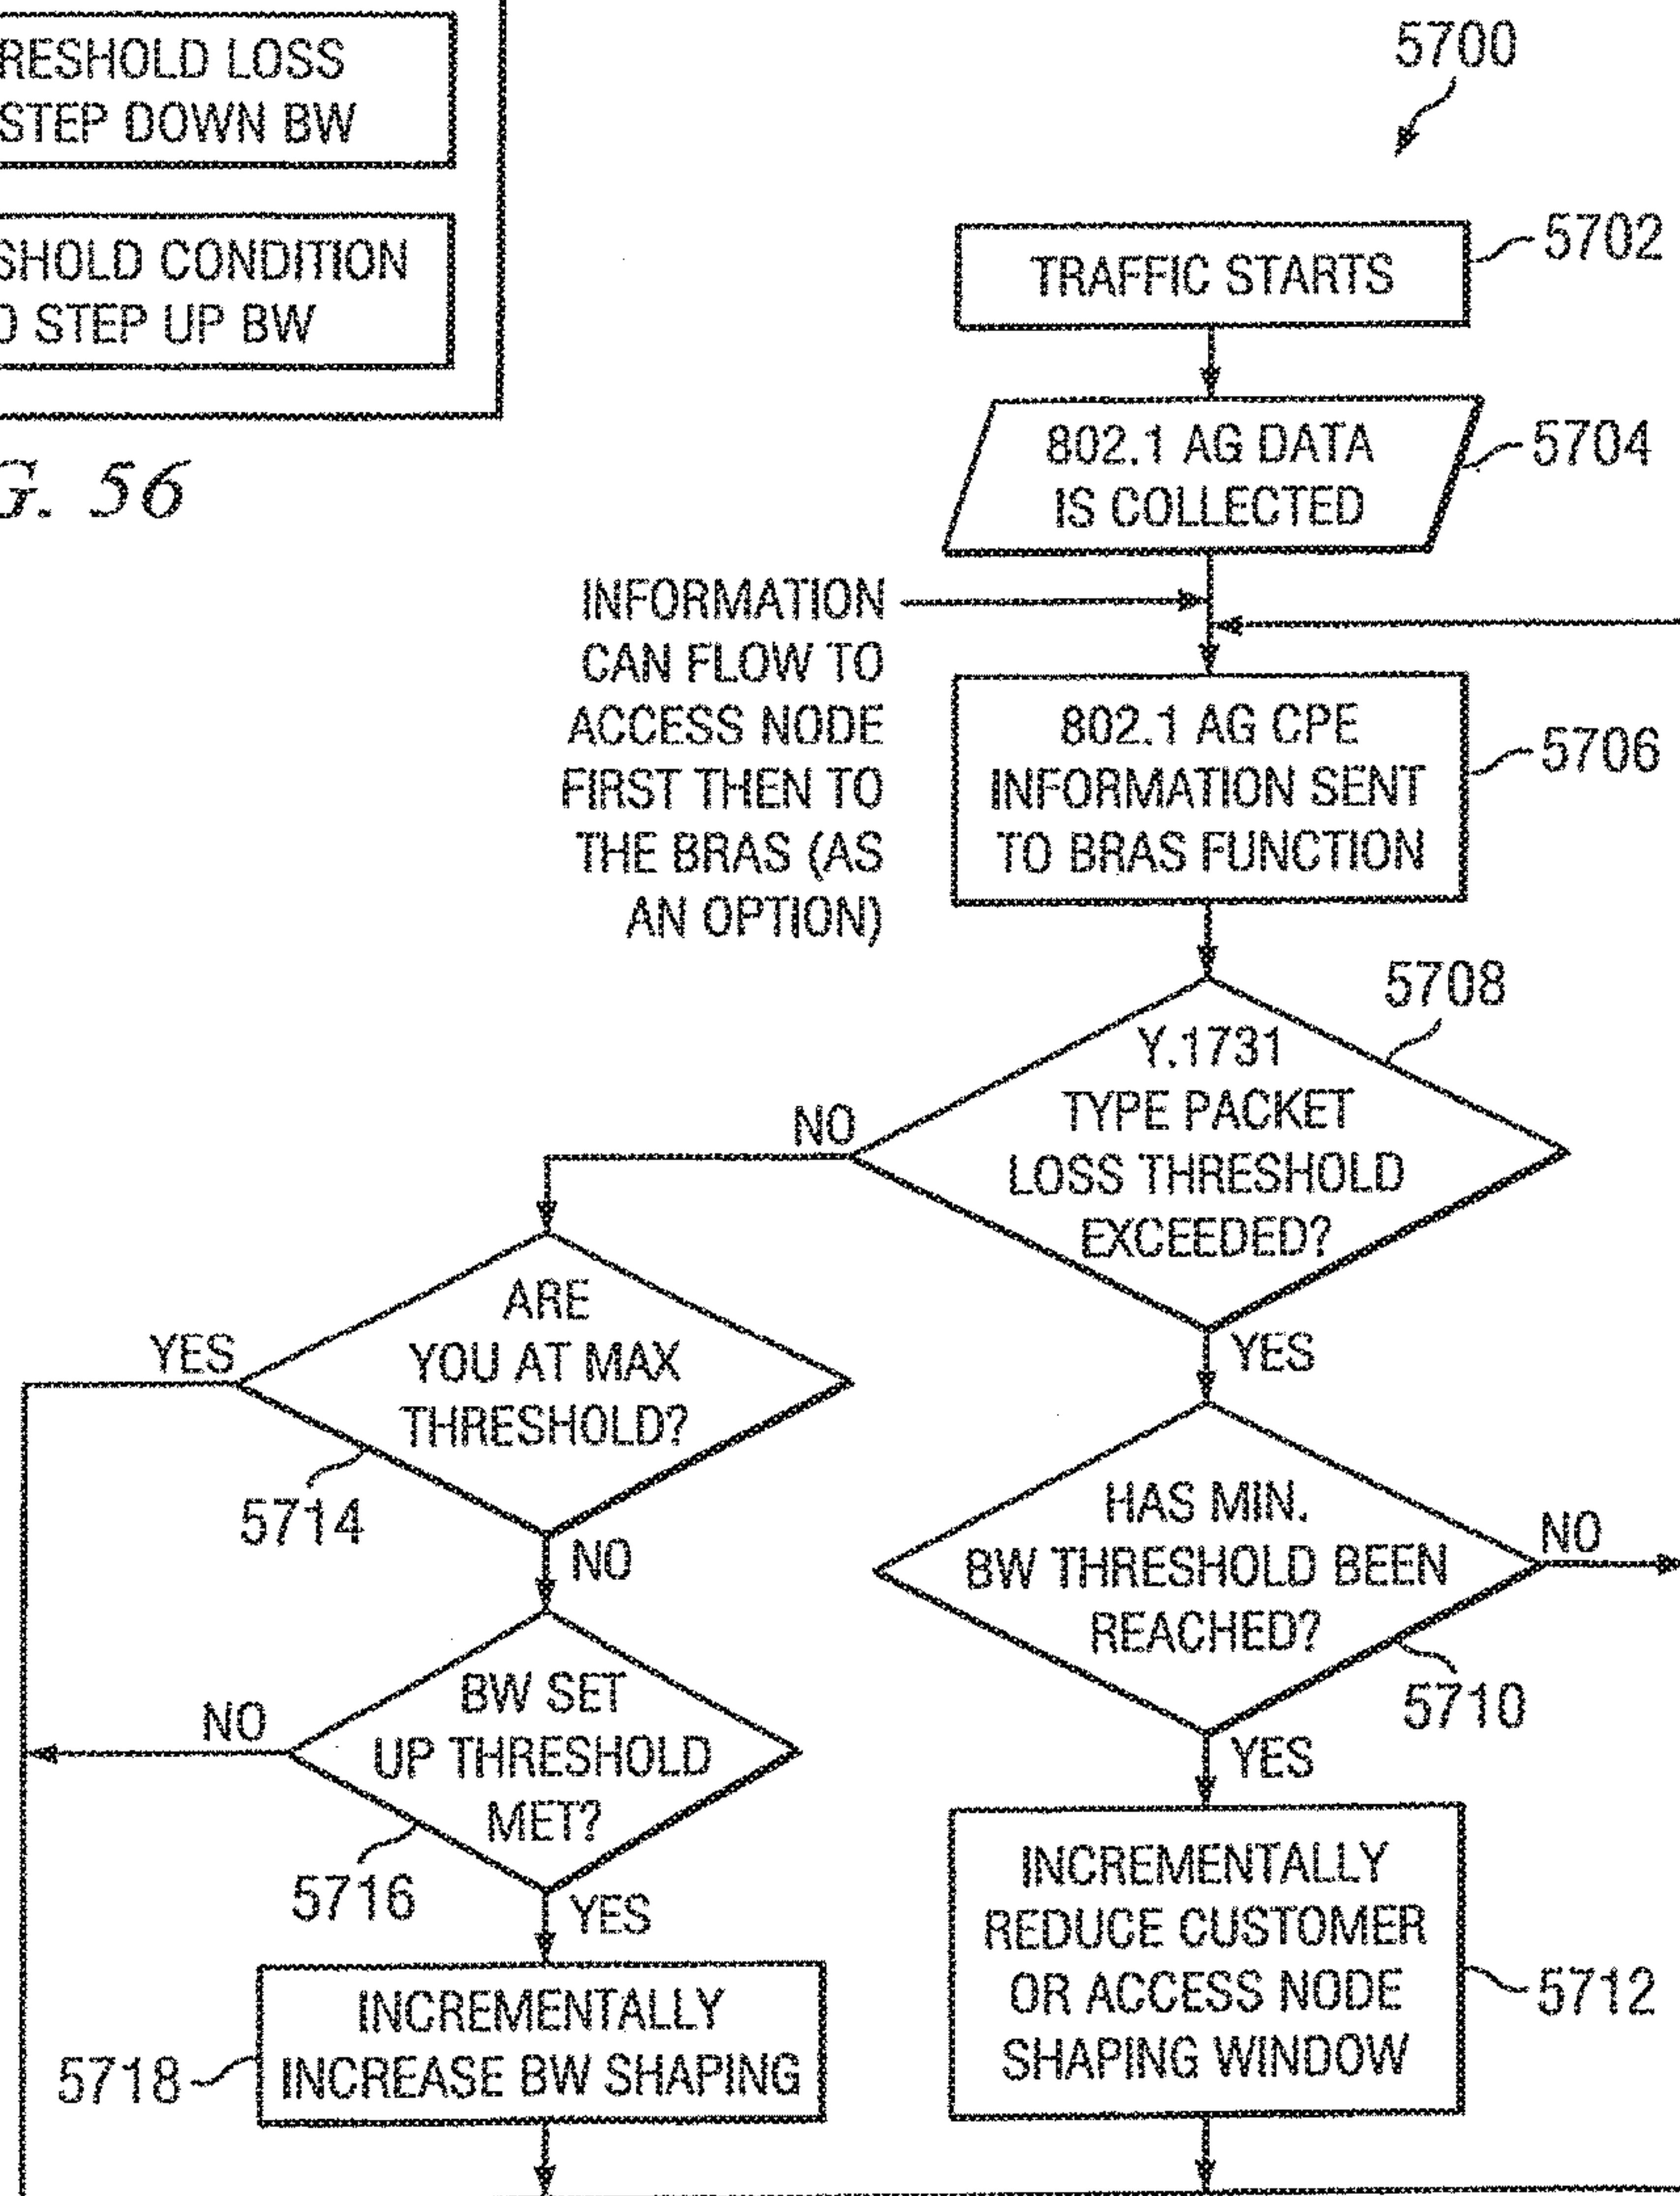 RESHOLD LOSS
STEP DOWN BW
SHOLD CONDITION
O STEP UP BW
G. 56
5700
TRAFFIC STARTS
5702
802.1 AG DATA
IS COLLECTED
5704
INFORMATION
CAN FLOW TO
ACCESS NODE
FIRST THEN TO
THE BRAS (AS
AN OPTION)
802.1 AG CPE
INFORMATION SENT
TO BRAS FUNCTION
5706
5708
Y.1731
TYPE PACKET
LOSS THRESHOLD
EXCEEDED?
NO
YES
ARE
YOU AT MAX
THRESHOLD?
YES
5714
NO
HAS MIN.
BW THRESHOLD BEEN
REACHED?
NO
5710
YES
BW SET
UP THRESHOLD
MET?
NO
5716
YES
INCREMENTALLY
REDUCE CUSTOMER
OR ACCESS NODE
SHAPING WINDOW
5712
INCREMENTALLY
INCREASE BW SHAPING
5718